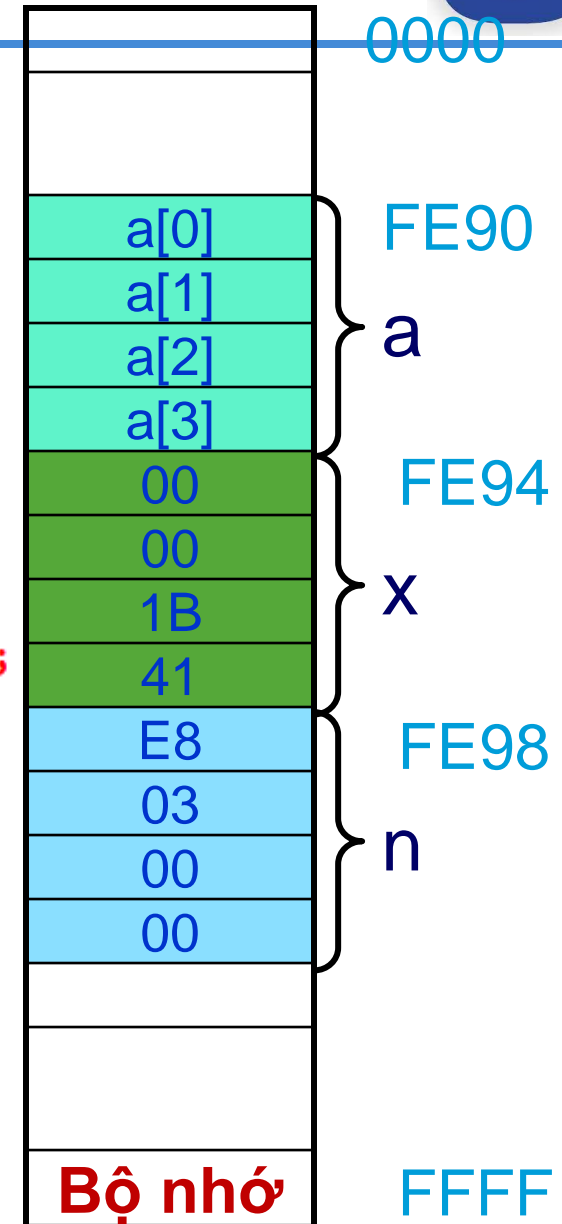 0000
a[0] FE90
a[1]
a
a[2]
a[3]
00 FE94
00
x
1B
41
E8 FE98
03
n
00
00
Bộ nhớ FFFF